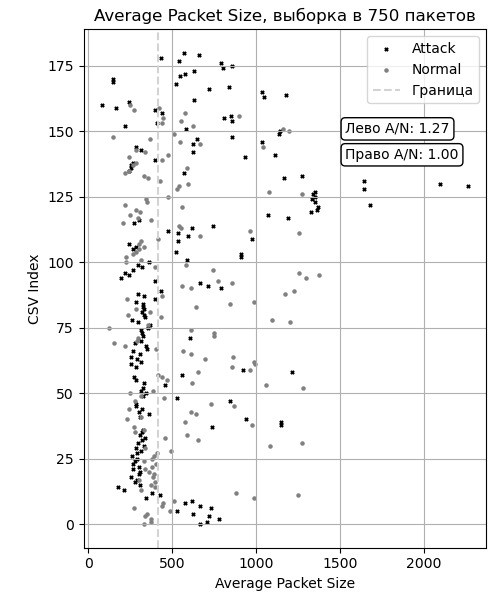 Average Packet Size, выборка в 750 пакетов
Attack
Normal
Граница
Лево A/N: 1.27
Право A/N: 1.00
CSV Index
175
150
125
100
75
50
25
0
0
500
1000
1500
2000
Average Packet Size